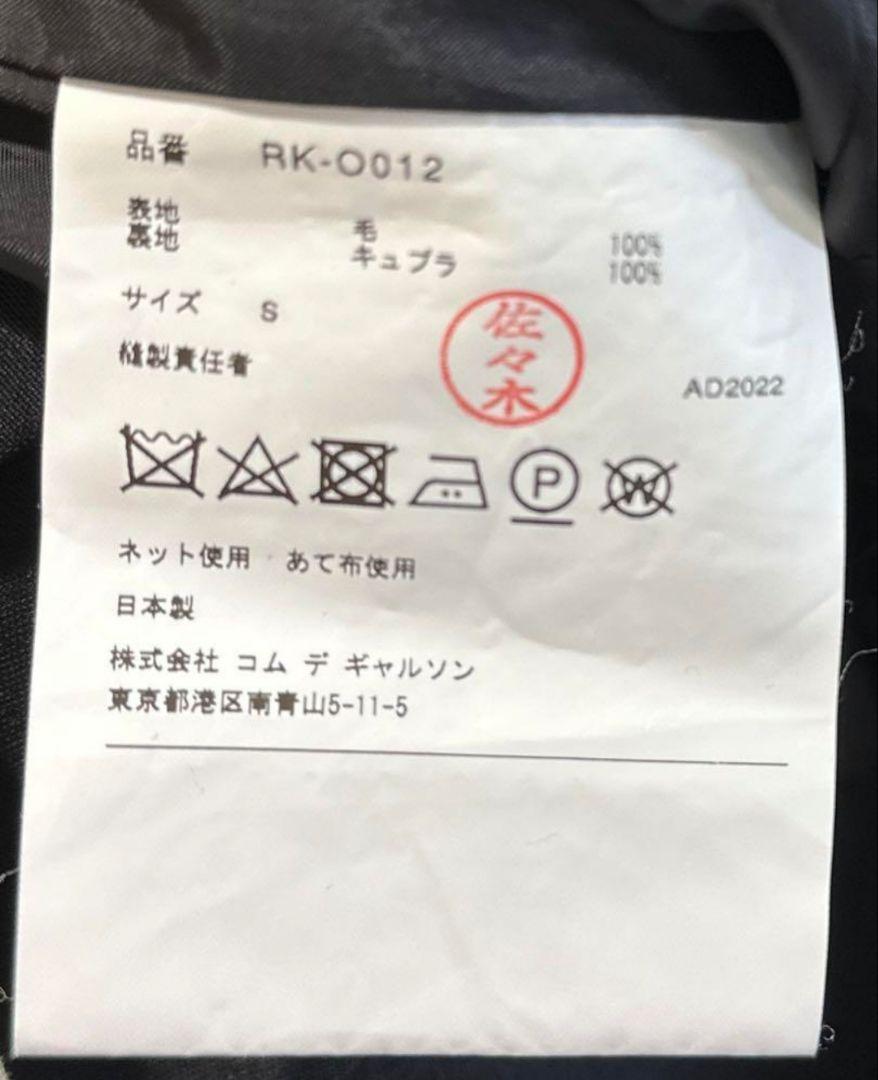 品番 RK-O012
表地 毛 100%
裏地 キュプラ 100%
サイズ S
縫製責任者 佐々木
AD2022
P W
ネット使用 あて布使用
日本製
株式会社 コム デ ギャルソン
東京都港区南青山5-11-5